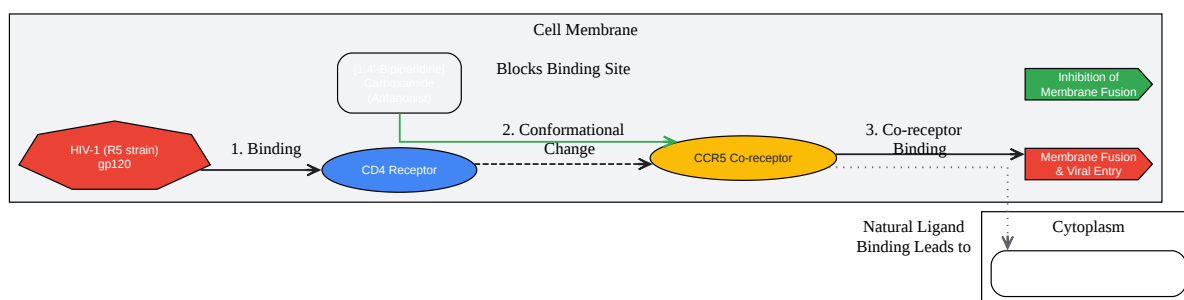 Cell Membrane
[1,4'-Bipiperidine]
Carboxamide
(Antagonist)
Blocks Binding Site
Inhibition of
Membrane Fusion
HIV-1 (R5 strain)
gp120
1. Binding
CD4 Receptor
2. Conformational
Change
CCR5 Co-receptor
3. Co-receptor
Binding
Membrane Fusion
& Viral Entry
Natural Ligand
Binding Leads to
Cytoplasm